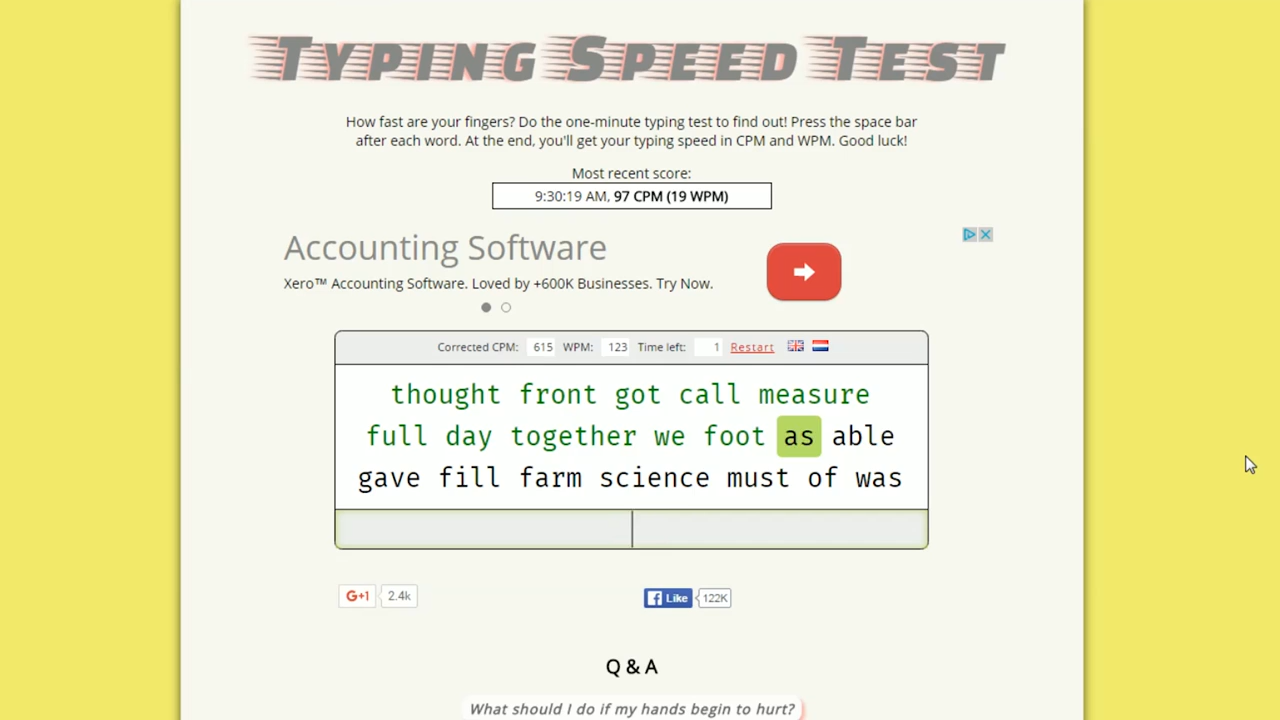 TYPING SPEED TEST
How fast are your fingers? Do the one-minute typing test to find out! Press the space bar
after each word. At the end, you'll get your typing speed in CPM and WPM. Good luck!
Most recent score:
9:30:19 AM, 97 CPM (19 WPM)
Accounting Software
Xero™ Accounting Software. Loved by +600K Businesses. Try Now.
Corrected CPM: 615 WPM: 123 Time left: 1 Restart
thought front got call measure
full day together we foot as able
gave fill farm science must of was
G+1 2.4k
Like 122K
Q & A
What should I do if my hands begin to hurt?